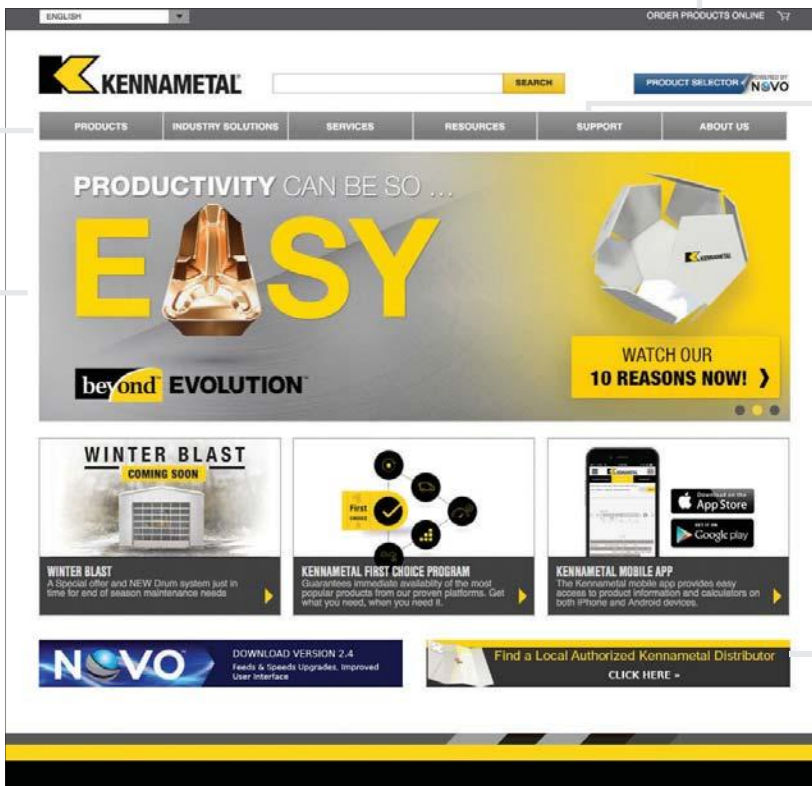 ENGLISH
ORDER PRODUCTS ONLINE
KENNAMETAL
SEARCH
PRODUCT SELECTOR
POWERED BY
NOVO
PRODUCTS
INDUSTRY SOLUTIONS
SERVICES
RESOURCES
SUPPORT
ABOUT US
PRODUCTIVITY CAN BE SO ...
EASY
KENNAMETAL
beyond™ EVOLUTION™
WATCH OUR
10 REASONS NOW! ❯
WINTER BLAST
COMING SOON
WINTER BLAST
A Special offer and NEW Drum system just in
time for end of season maintenance needs
First
CHOICE
KENNAMETAL FIRST CHOICE PROGRAM
Guarantees immediate availabilty of the most
popular products from our proven platforms. Get
what you need, when you need it.
KENNAMETAL
Download on the
App Store
GET IT ON
Google play
KENNAMETAL MOBILE APP
The Kennametal mobile app provides easy
access to product information and calculators on
both iPhone and Android devices.
NOVO
DOWNLOAD VERSION 2.4
Feeds & Speeds Upgrades, Improved
User Interface
Find a Local Authorized Kennametal Distributor
CLICK HERE »